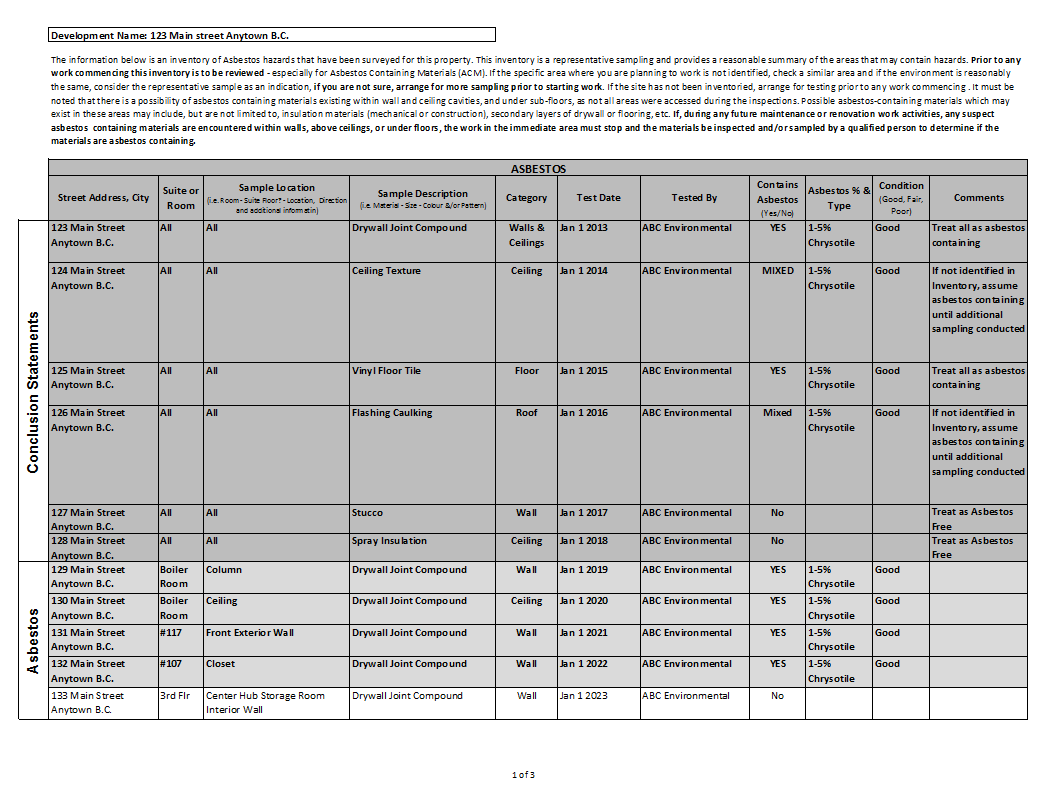 Development Name: 123 Main street Anytown B.C.
The information below is an inventory of Asbestos hazards that have been surveyed for this property. This inventory is a representative sampling and provides a reasonable summary of the areas that may contain hazards. Prior to any
work commencing this inventory is to be reviewed - especially for Asbestos Containing Materials (ACM). If the specific area where you are planning to work is not identified, check a similar area and if the environment is reasonably
the same, consider the representative sample as an indication, if you are not sure, arrange for more sampling prior to starting work. If the site has not been inventoried, arrange for testing prior to any work commencing . It must be
noted that there is a possibility of asbestos containing materials existing within wall and ceiling cavities, and under sub-floors, as not all areas were accessed during the inspections. Possible asbestos-containing materials which may
exist in these areas may include, but are not limited to, insulation materials (mechanical or construction), secondary layers of drywall or flooring, etc. If, during any future maintenance or renovation work activities, any suspect
asbestos containing materials are encountered within walls, above ceilings, or under floors, the work in the immediate area must stop and the materials be inspected and/or sampled by a qualified person to determine if the
materials are asbestos containing.
ASBESTOS
Street Address, City
Suite or
Room
Sample Location
(i.e. Room - Suite Floor? - Location, Direction
and additional informatin)
Sample Description
(i.e. Material - Size - Colour &/or Pattern)
Category
Test Date
Tested By
Contains
Asbestos
(Yes/No)
Asbestos % &
Type
Condition
(Good, Fair,
Poor)
Comments
Conclusion Statements
123 Main Street
Anytown B.C.
All
All
Drywall Joint Compound
Walls &
Ceilings
Jan 1 2013
ABC Environmental
YES
1-5%
Chrysotile
Good
Treat all as asbestos
containing
124 Main Street
Anytown B.C.
All
All
Ceiling Texture
Ceiling
Jan 1 2014
ABC Environmental
MIXED
1-5%
Chrysotile
Good
If not identified in
Inventory, assume
asbestos containing
until additional
sampling conducted
125 Main Street
Anytown B.C.
All
All
Vinyl Floor Tile
Floor
Jan 1 2015
ABC Environmental
YES
1-5%
Chrysotile
Good
Treat all as asbestos
containing
126 Main Street
Anytown B.C.
All
All
Flashing Caulking
Roof
Jan 1 2016
ABC Environmental
Mixed
1-5%
Chrysotile
Good
If not identified in
Inventory, assume
asbestos containing
until additional
sampling conducted
127 Main Street
Anytown B.C.
All
All
Stucco
Wall
Jan 1 2017
ABC Environmental
No
Treat as Asbestos
Free
128 Main Street
Anytown B.C.
All
All
Spray Insulation
Ceiling
Jan 1 2018
ABC Environmental
No
Treat as Asbestos
Free
Asbestos
129 Main Street
Anytown B.C.
Boiler
Room
Column
Drywall Joint Compound
Wall
Jan 1 2019
ABC Environmental
YES
1-5%
Chrysotile
Good
130 Main Street
Anytown B.C.
Boiler
Room
Ceiling
Drywall Joint Compound
Ceiling
Jan 1 2020
ABC Environmental
YES
1-5%
Chrysotile
Good
131 Main Street
Anytown B.C.
#117
Front Exterior Wall
Drywall Joint Compound
Wall
Jan 1 2021
ABC Environmental
YES
1-5%
Chrysotile
Good
132 Main Street
Anytown B.C.
#107
Closet
Drywall Joint Compound
Wall
Jan 1 2022
ABC Environmental
YES
1-5%
Chrysotile
Good
133 Main Street
Anytown B.C.
3rd Flr
Center Hub Storage Room
Interior Wall
Drywall Joint Compound
Wall
Jan 1 2023
ABC Environmental
No
1 of 3